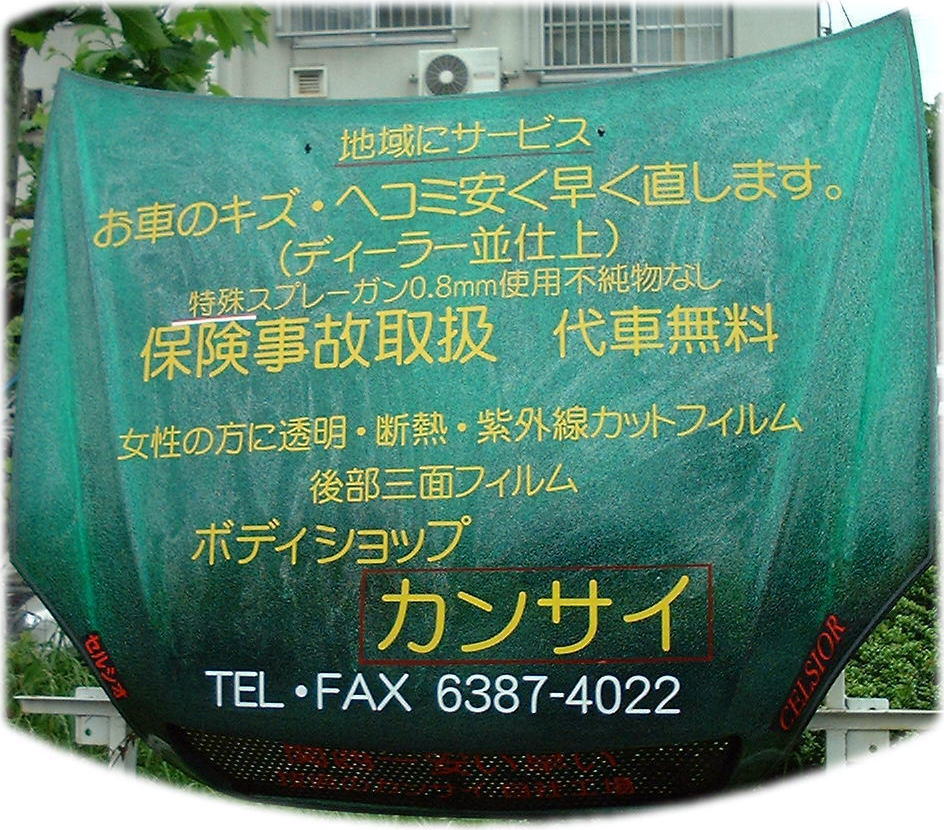 地域にサービス
お車のキズ・ヘコミ安く早く直します。
(ディーラー並仕上)
特殊スプレーガン0.8mm使用不純物なし
保険事故取扱 代車無料
女性の方に透明・断熱・紫外線カットフィルム
後部三面フィルム
ボディショップ
カンサイ
TEL・FAX 6387-4022
セルシオ
CELSIOR